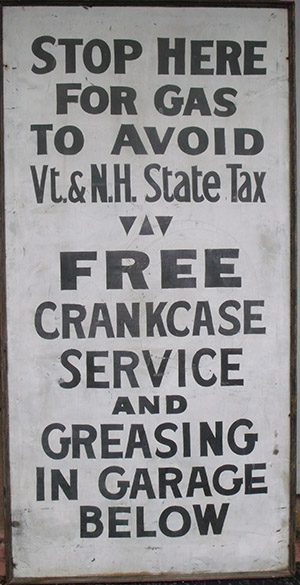 STOP HERE
FOR GAS
TO AVOID
Vt. & N.H. State Tax
FREE
CRANKCASE
SERVICE
AND
GREASING
IN GARAGE
BELOW